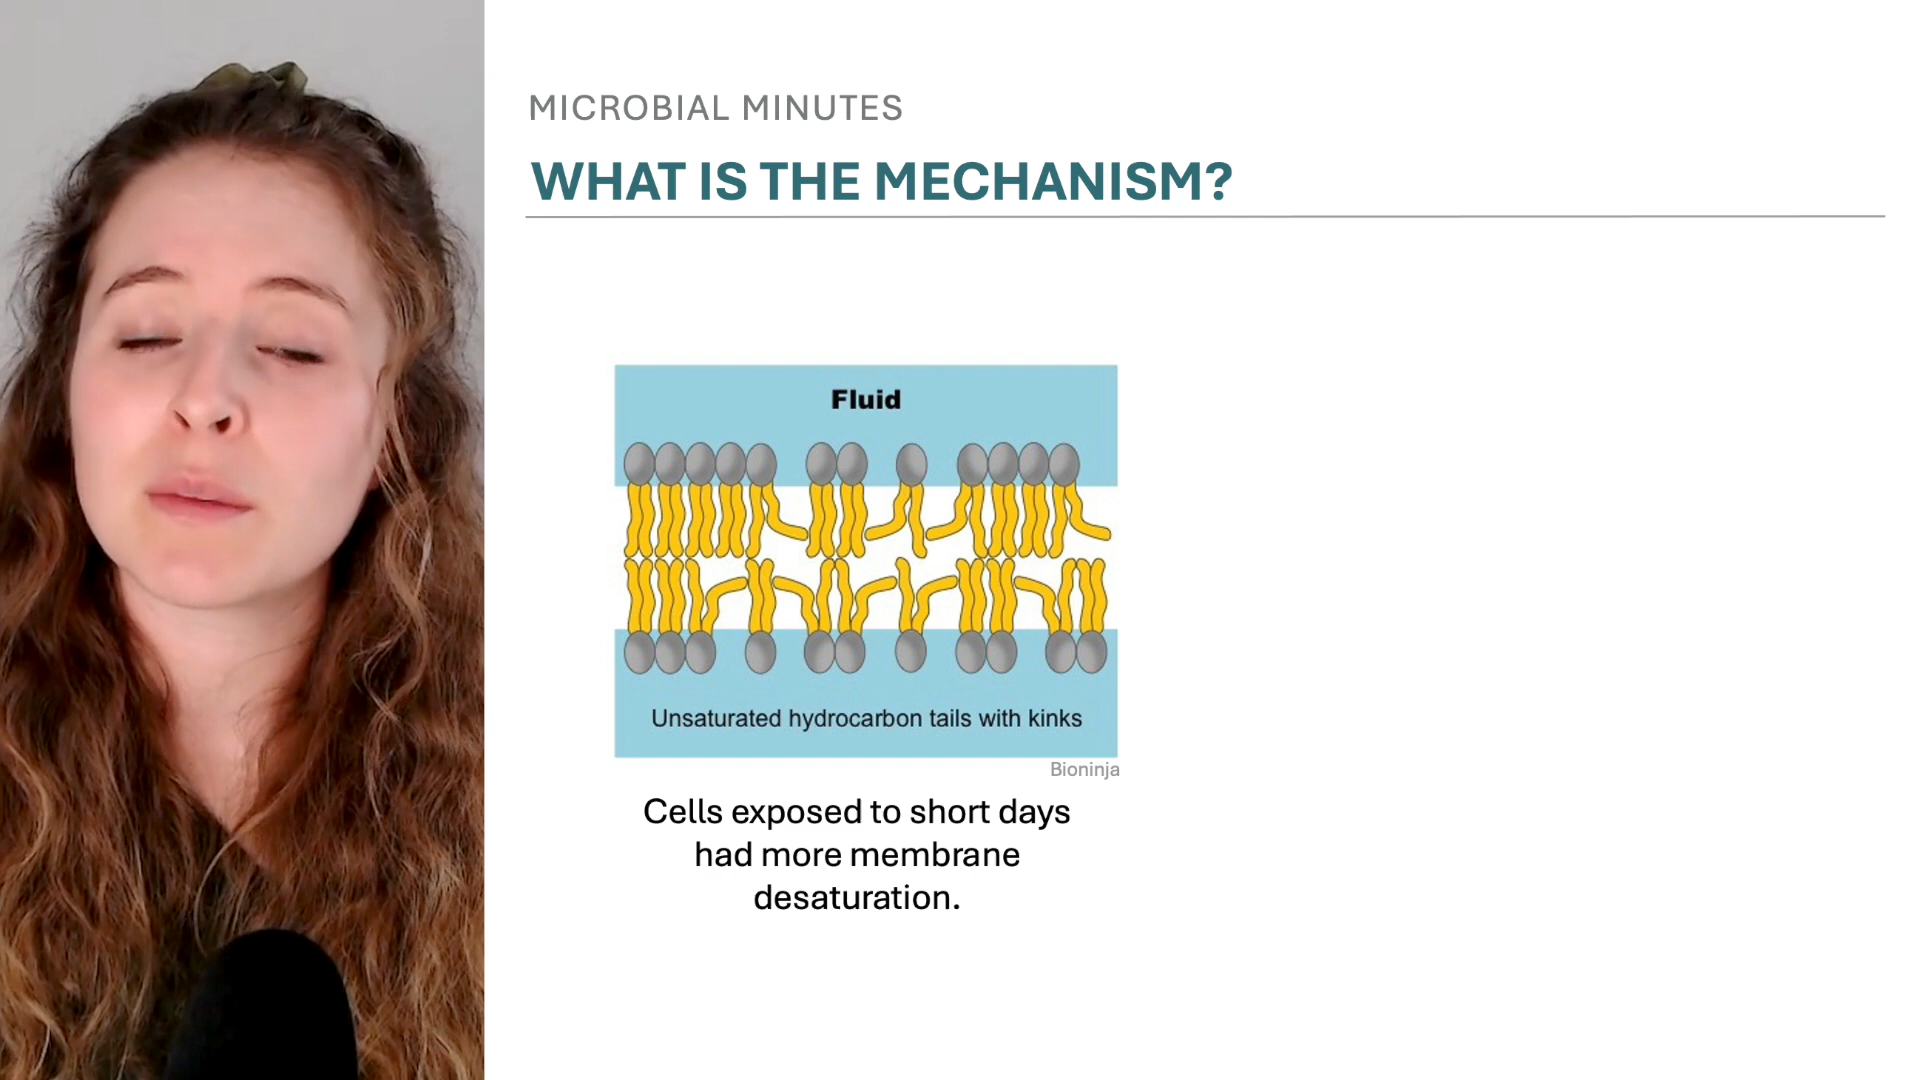 MICROBIAL MINUTES
WHAT IS THE MECHANISM?
Fluid
Unsaturated hydrocarbon tails with kinks
Bioninja
Cells exposed to short days
had more membrane
desaturation.